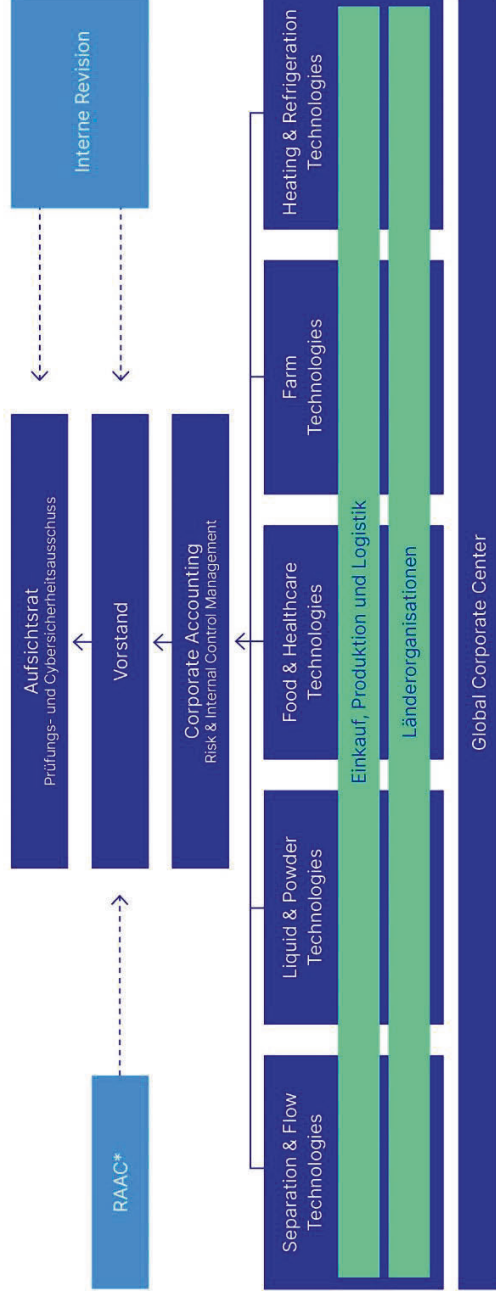 Aufsichtsrat
Prüfungs- und Cybersicherheitsausschuss
RAAC*
Vorstand
Interne Revision
Corporate Accounting
Risk & Internal Control Management
Separation & Flow
Technologies
Liquid & Powder
Technologies
Food & Healthcare
Technologies
Farm
Technologies
Heating & Refrigeration
Technologies
Einkauf, Produktion und Logistik
Länderorganisationen
Global Corporate Center